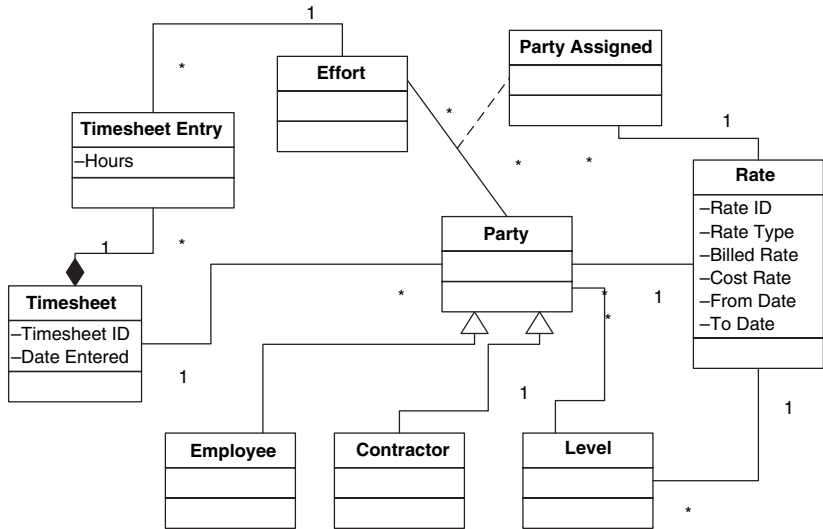 1
Party Assigned
Effort
*
*
Timesheet Entry
1
–Hours
*
*
Rate
–Rate ID
–Rate Type
–Billed Rate
–Cost Rate
–From Date
–To Date
Party
*
1
Timesheet
–Timesheet ID
–Date Entered
*
*
1
*
1
1
1
Employee
Contractor
Level
*